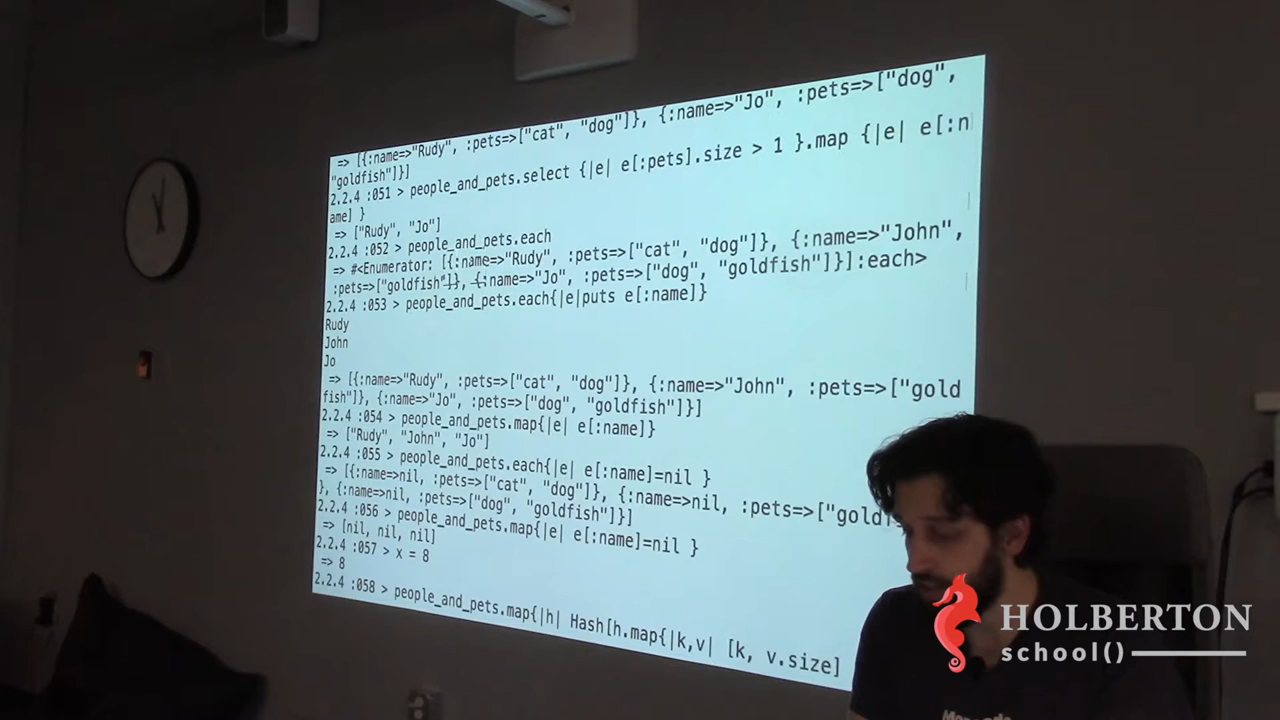 => [{:name=>"Rudy", :pets=>["cat", "dog"]}, {:name=>"Jo", :pets=>["dog",
"goldfish"]}]
2.2.4 :051 > people_and_pets.select {|e| e[:pets].size > 1 }.map {|e| e[:n
ame] }
=> ["Rudy", "Jo"]
2.2.4 :052 > people_and_pets.each
=> #<Enumerator: [{:name=>"Rudy", :pets=>["cat", "dog"]}, {:name=>"John",
:pets=>["goldfish"]}, {:name=>"Jo", :pets=>["dog", "goldfish"]}]:each>
2.2.4 :053 > people_and_pets.each{|e|puts e[:name]}
Rudy
John
Jo
=> [{:name=>"Rudy", :pets=>["cat", "dog"]}, {:name=>"John", :pets=>["gold
fish"]}, {:name=>"Jo", :pets=>["dog", "goldfish"]}]
2.2.4 :054 > people_and_pets.map{|e| e[:name]}
=> ["Rudy", "John", "Jo"]
2.2.4 :055 > people_and_pets.each{|e| e[:name]=nil }
=> [{:name=>nil, :pets=>["cat", "dog"]}, {:name=>nil, :pets=>["gold
}, {:name=>nil, :pets=>["dog", "goldfish"]}]
2.2.4 :056 > people_and_pets.map{|e| e[:name]=nil }
=> [nil, nil, nil]
2.2.4 :057 > x = 8
=> 8
2.2.4 :058 > people_and_pets.map{|h| Hash[h.map{|k,v| [k, v.size]
HOLBERTON
school()